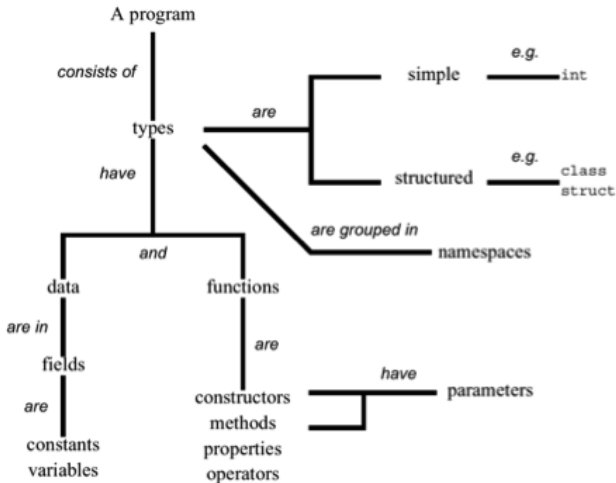 A program
consists of
types
are
simple
e.g.
int
structured
e.g.
class
struct
are grouped in
namespaces
have
and
data
functions
are in
fields
are
constants
variables
are
constructors
methods
properties
operators
have
parameters